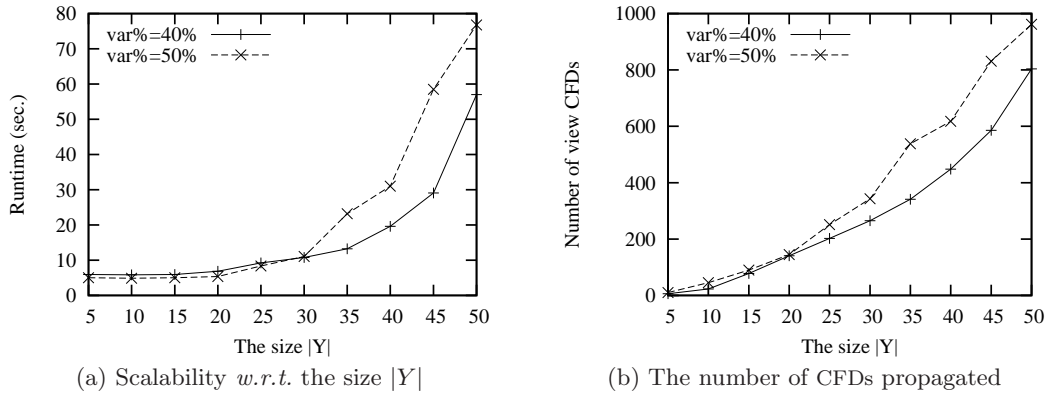 80
70
60
50
40
30
20
10
0
Runtime (sec.)
var%=40%
var%=50%
5 10 15 20 25 30 35 40 45 50
The size |Y|
(a) Scalability w.r.t. the size |Y|
1000
800
600
400
200
0
Number of view CFDs
var%=40%
var%=50%
5 10 15 20 25 30 35 40 45 50
The size |Y|
(b) The number of CFDs propagated